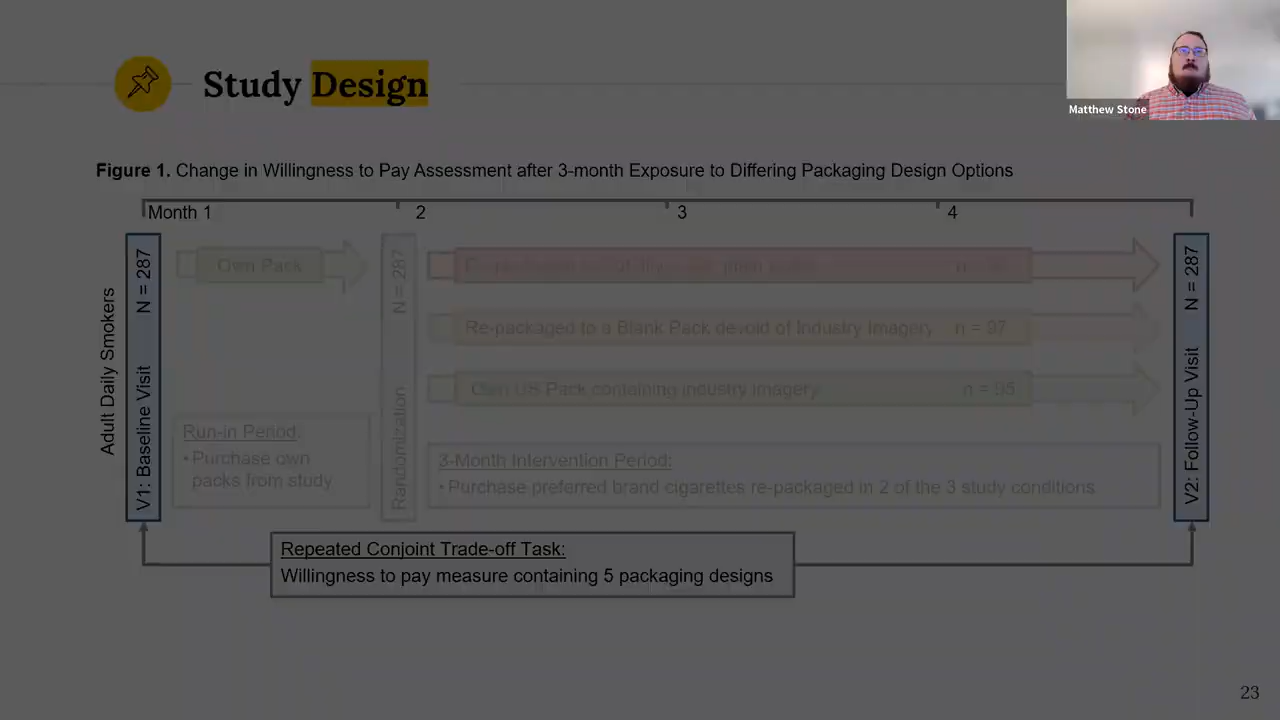 Matthew Stone
Study Design
Figure 1. Change in Willingness to Pay Assessment after 3-month Exposure to Differing Packaging Design Options
Month 1
2
3
4
Adult Daily Smokers
V1: Baseline Visit N = 287
Own Pack
Run-in Period:
• Purchase own
packs from study
Randomization N = 287
Re-packaged to a Blank Pack devoid of Industry Imagery n = 97
Own US Pack containing industry imagery n = 95
3-Month Intervention Period:
• Purchase preferred brand cigarettes re-packaged in 2 of the 3 study conditions
V2: Follow-Up Visit N = 287
Repeated Conjoint Trade-off Task:
Willingness to pay measure containing 5 packaging designs
23